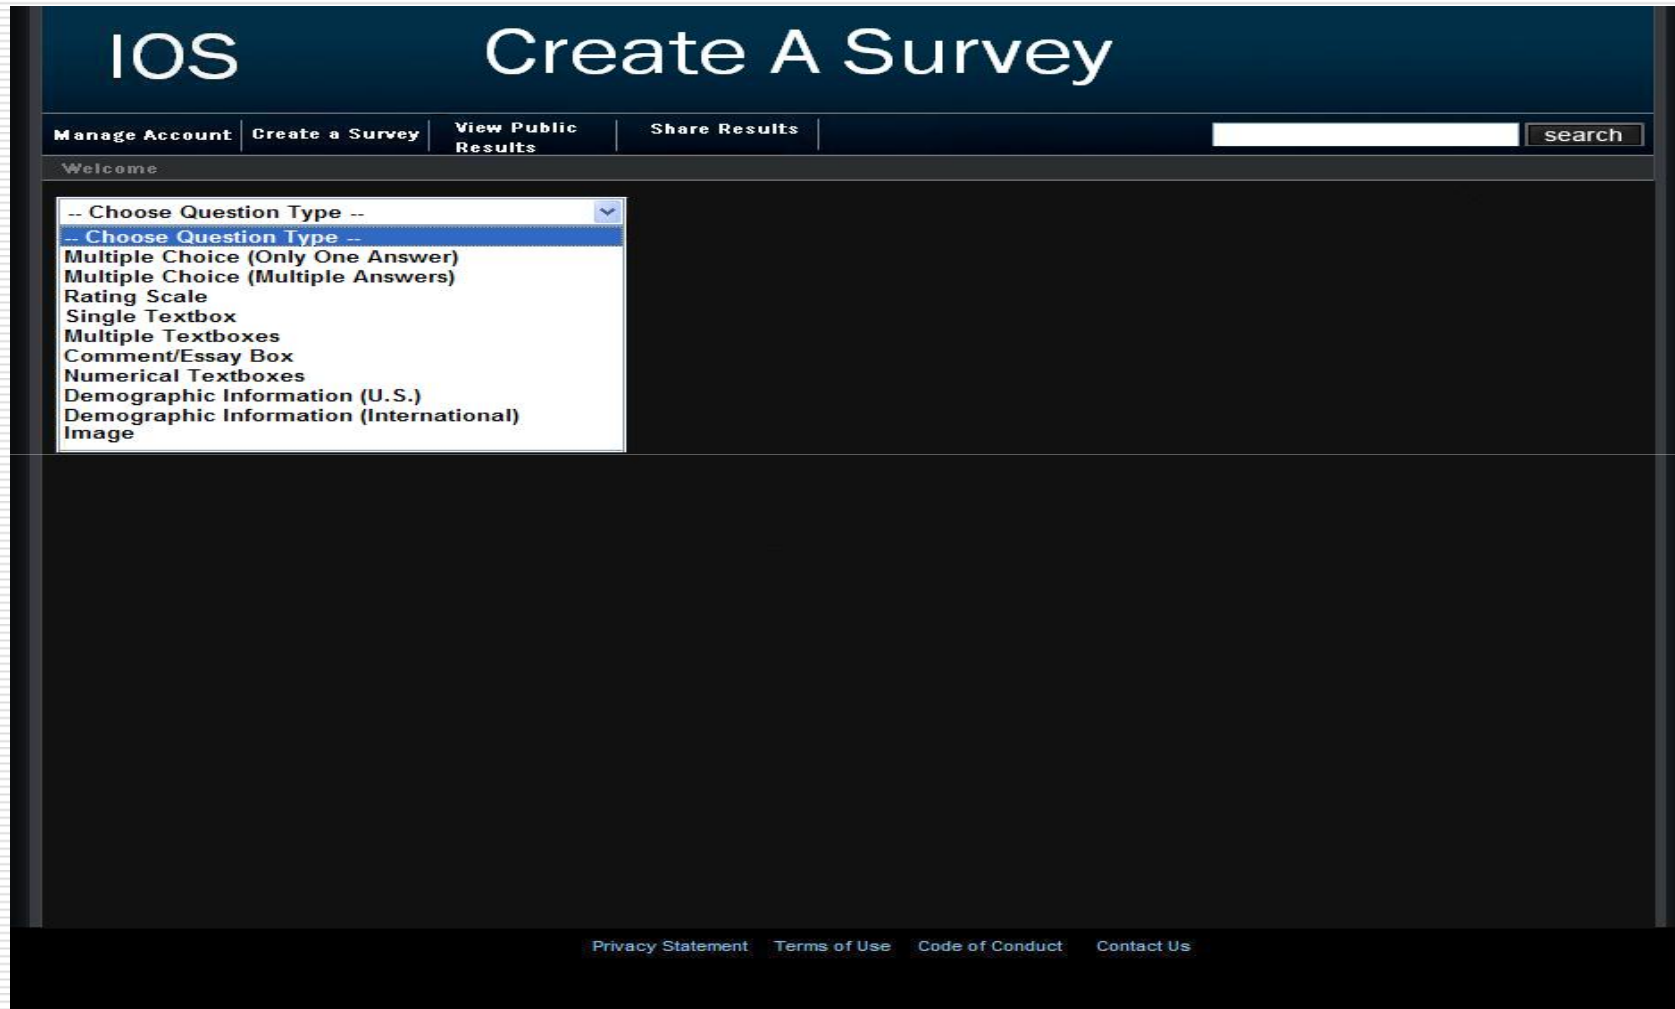 IOS Create A Survey
Manage Account Create a Survey View Public Results Share Results search
Welcome
-- Choose Question Type --
-- Choose Question Type --
Multiple Choice (Only One Answer)
Multiple Choice (Multiple Answers)
Rating Scale
Single Textbox
Multiple Textboxes
Comment/Essay Box
Numerical Textboxes
Demographic Information (U.S.)
Demographic Information (International)
Image
Privacy Statement Terms of Use Code of Conduct Contact Us